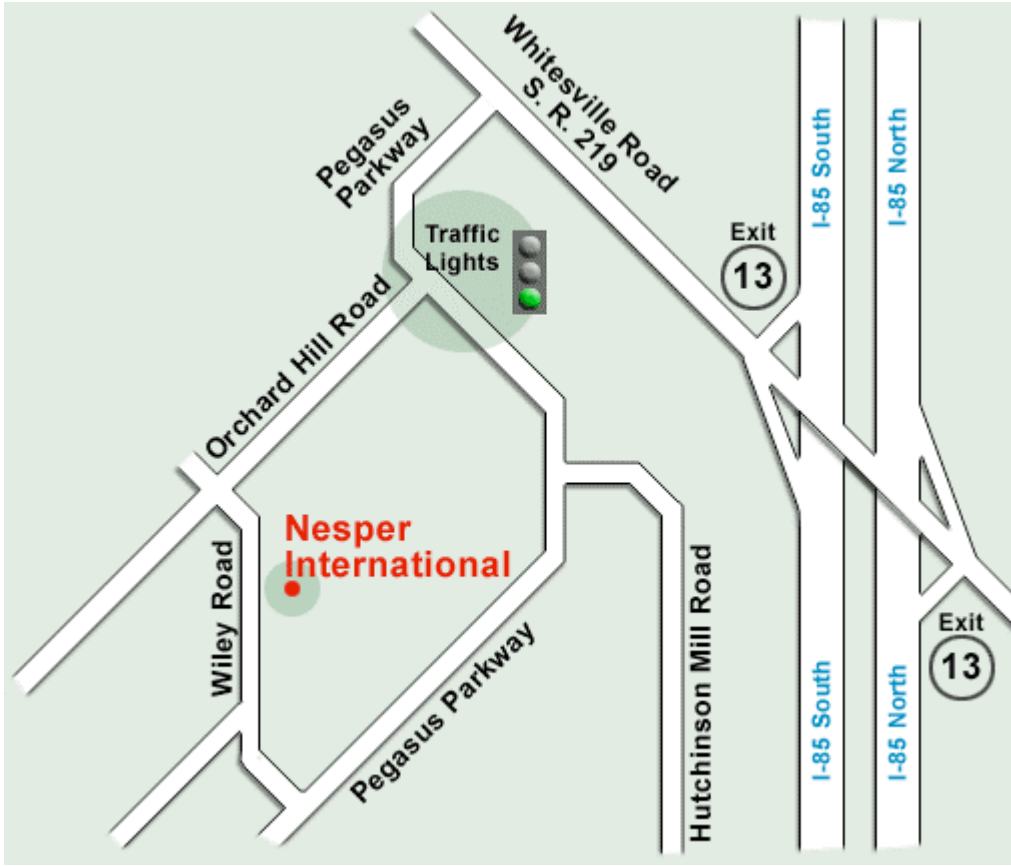 Whitesville Road
S. R. 219
Pegasus
Parkway
I-85 South
I-85 North
Traffic
Lights
Exit
13
Orchard Hill Road
Nesper
International
Wiley Road
Pegasus Parkway
Hutchinson Mill Road
I-85 South
I-85 North
Exit
13